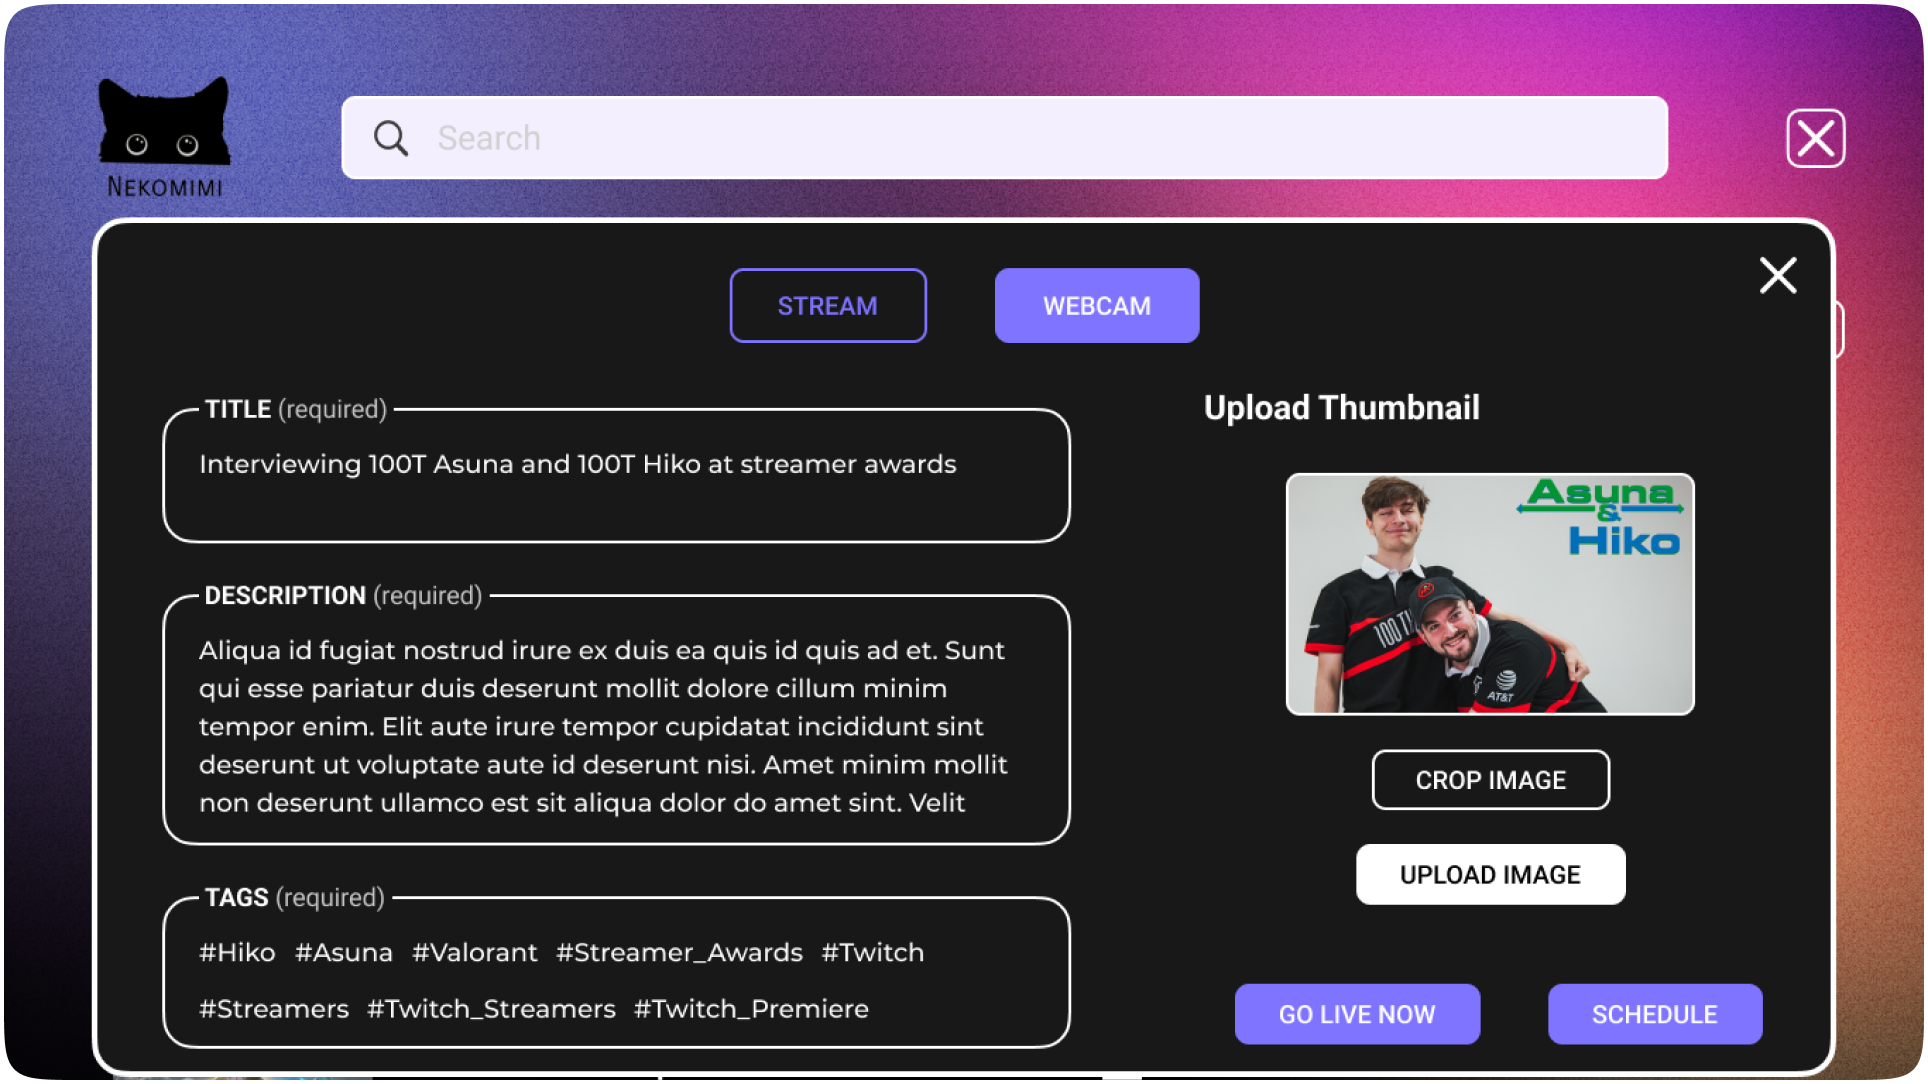 NEKOMIMI
Search
STREAM
WEBCAM
TITLE (required)
Interviewing 100T Asuna and 100T Hiko at streamer awards
DESCRIPTION (required)
Aliqua id fugiat nostrud irure ex duis ea quis id quis ad et. Sunt
qui esse pariatur duis deserunt mollit dolore cillum minim
tempor enim. Elit aute irure tempor cupidatat incididunt sint
deserunt ut voluptate aute id deserunt nisi. Amet minim mollit
non deserunt ullamco est sit aliqua dolor do amet sint. Velit
TAGS (required)
#Hiko #Asuna #Valorant #Streamer_Awards #Twitch
#Streamers #Twitch_Streamers #Twitch_Premiere
Upload Thumbnail
Asuna
&
Hiko
100 T
AT&T
CROP IMAGE
UPLOAD IMAGE
GO LIVE NOW
SCHEDULE